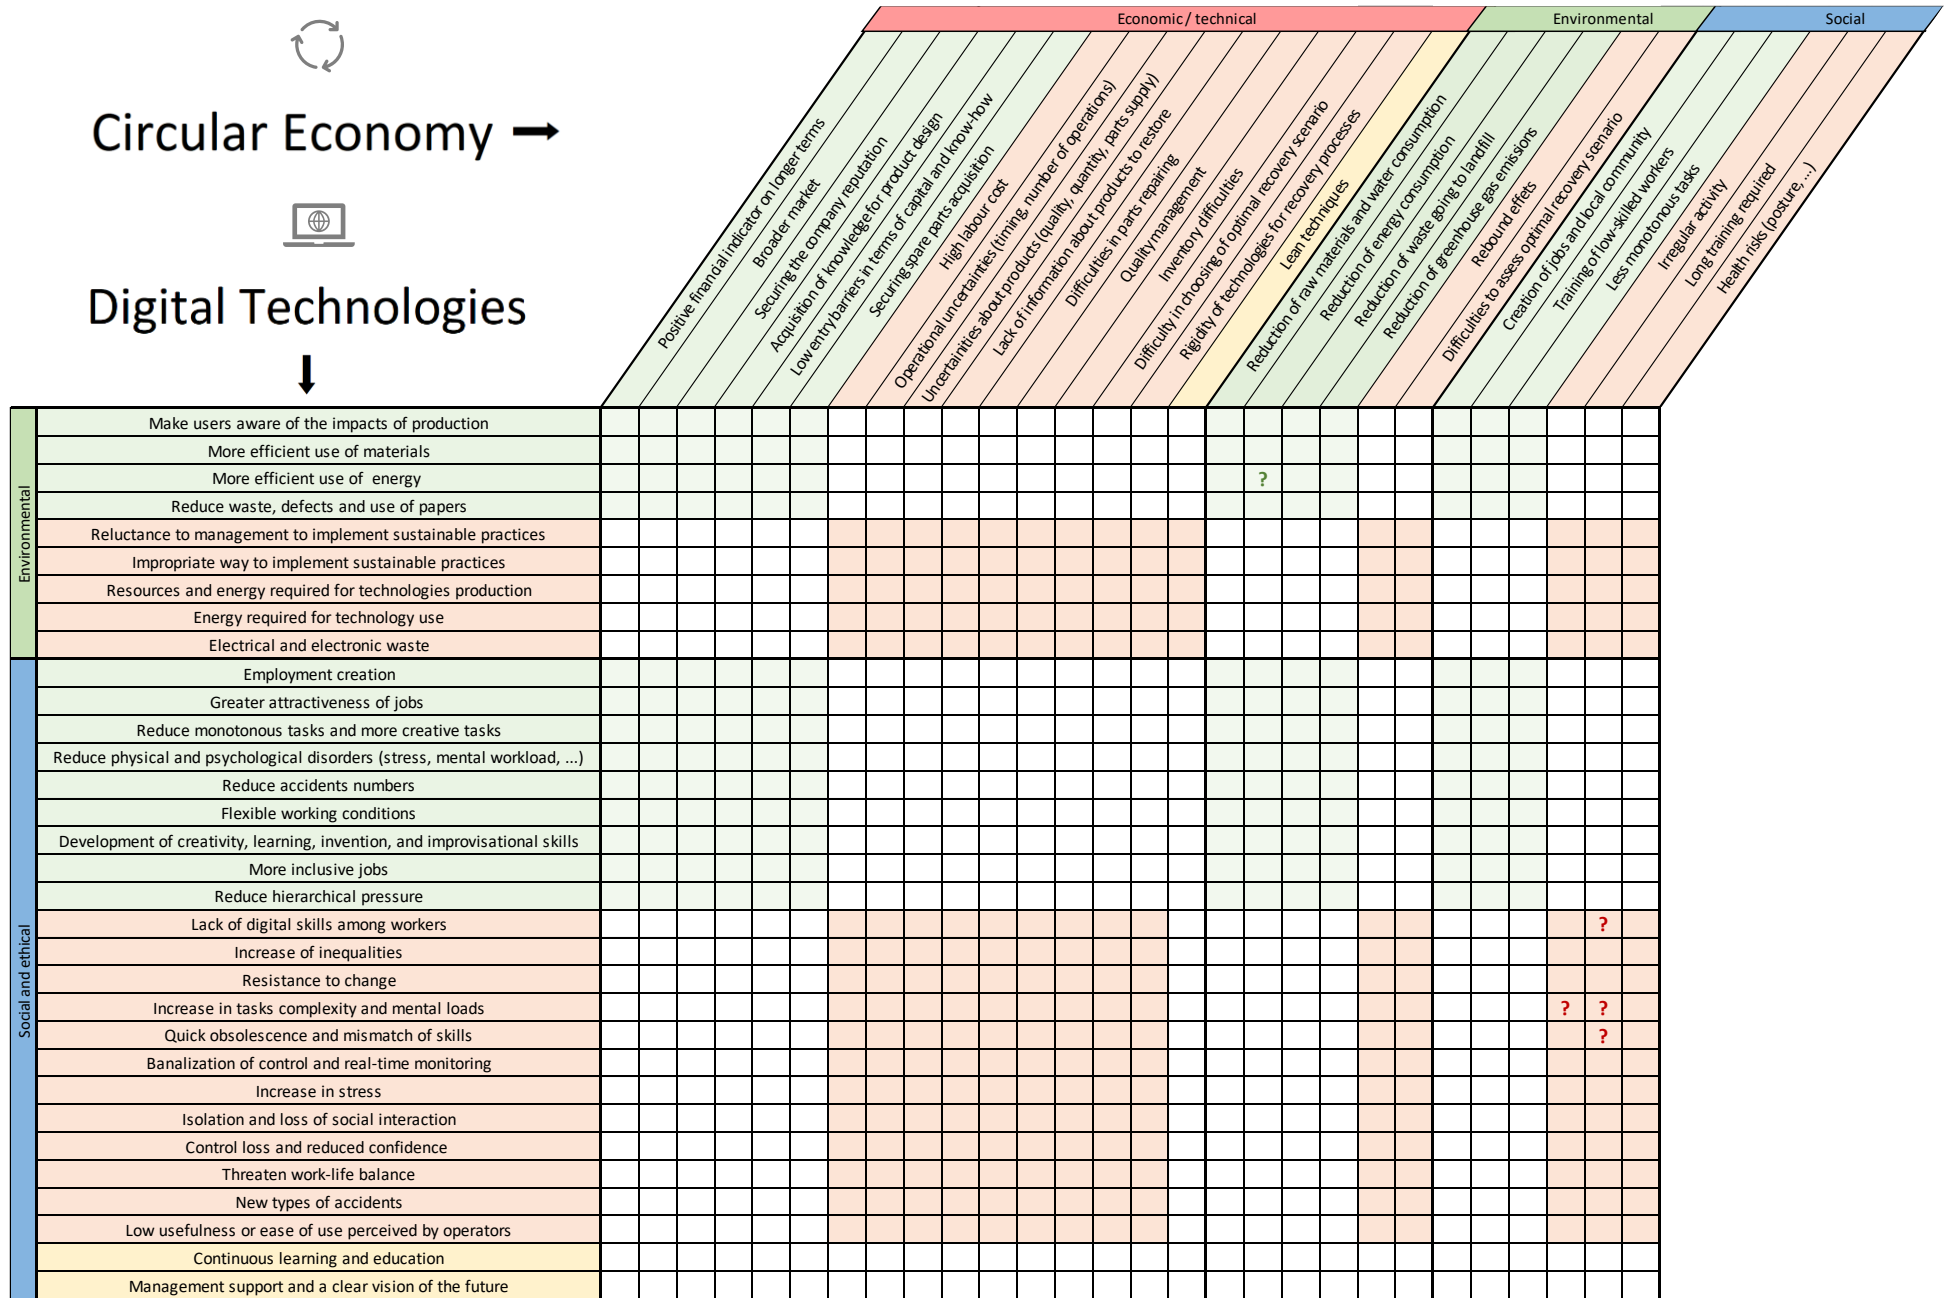 Economic / technical
Environmental
Social
Circular Economy
Digital Technologies
Positive financial indicator on longer terms
Broader market
Securing the company reputation
Acquisition of knowledge for product design
Low entry barriers in terms of capital and know-how
Securing spare parts acquisition
High labour cost
Operational uncertainties (timing, number of operations)
Uncertainities about products (quality, quantity, parts supply)
Lack of information about products to restore
Difficulties in parts repairing
Quality management
Inventory difficulties
Difficulty in choosing of optimal recovery scenario
Rigidity of technologies for recovery processes
Lean techniques
Reduction of raw materials and water consumption
Reduction of energy consumption
Reduction of waste going to landfill
Reduction of greenhouse gas emissions
Rebound effets
Difficulties to assess optimal recovery scenario
Creation of jobs and local community
Training of low-skilled workers
Less monotonous tasks
Irregular activity
Long training required
Health risks (posture, ...)
Environmental
Make users aware of the impacts of production
More efficient use of materials
More efficient use of energy
?
Reduce waste, defects and use of papers
Reluctance to management to implement sustainable practices
Impropriate way to implement sustainable practices
Resources and energy required for technologies production
Energy required for technology use
Electrical and electronic waste
Social and ethical
Employment creation
Greater attractiveness of jobs
Reduce monotonous tasks and more creative tasks
Reduce physical and psychological disorders (stress, mental workload, ...)
Reduce accidents numbers
Flexible working conditions
Development of creativity, learning, invention, and improvisational skills
More inclusive jobs
Reduce hierarchical pressure
Lack of digital skills among workers
?
Increase of inequalities
Resistance to change
Increase in tasks complexity and mental loads
? ?
Quick obsolescence and mismatch of skills
?
Banalization of control and real-time monitoring
Increase in stress
Isolation and loss of social interaction
Control loss and reduced confidence
Threaten work-life balance
New types of accidents
Low usefulness or ease of use perceived by operators
Continuous learning and education
Management support and a clear vision of the future